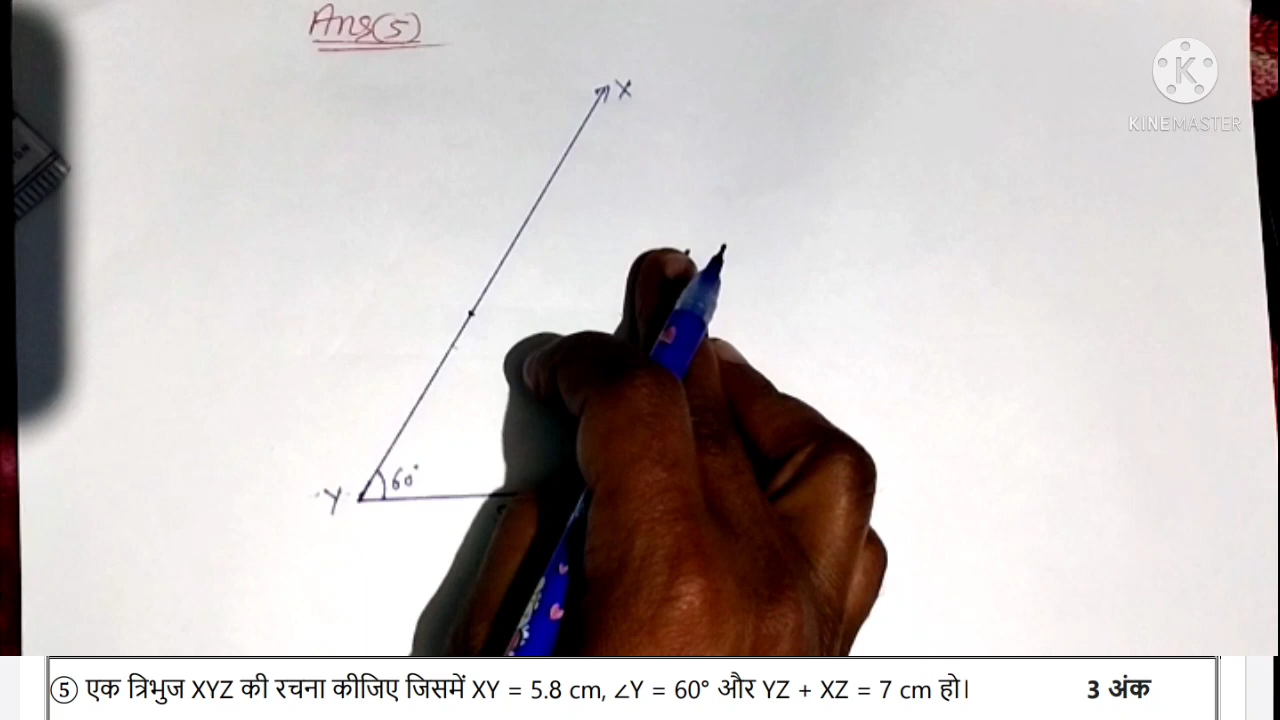 Ans(5)
X
K
KINEMASTER
60°
Y
⑤ एक त्रिभुज XYZ की रचना कीजिए जिसमें XY = 5.8 cm, ∠Y = 60° और YZ + XZ = 7 cm हो। 3 अंक